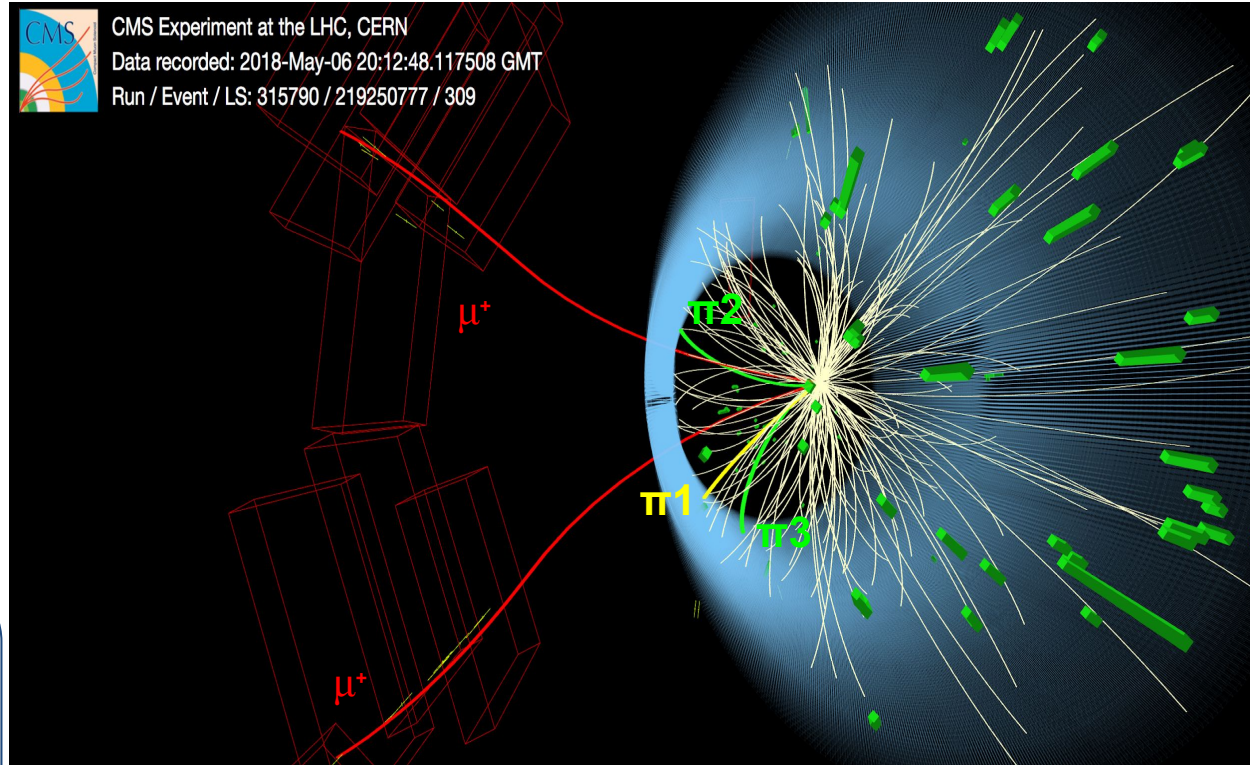 CMS
CMS Experiment at the LHC, CERN
Data recorded: 2018-May-06 20:12:48.117508 GMT
Run / Event / LS: 315790 / 219250777 / 309
π2
μ+
π1
π3
μ+